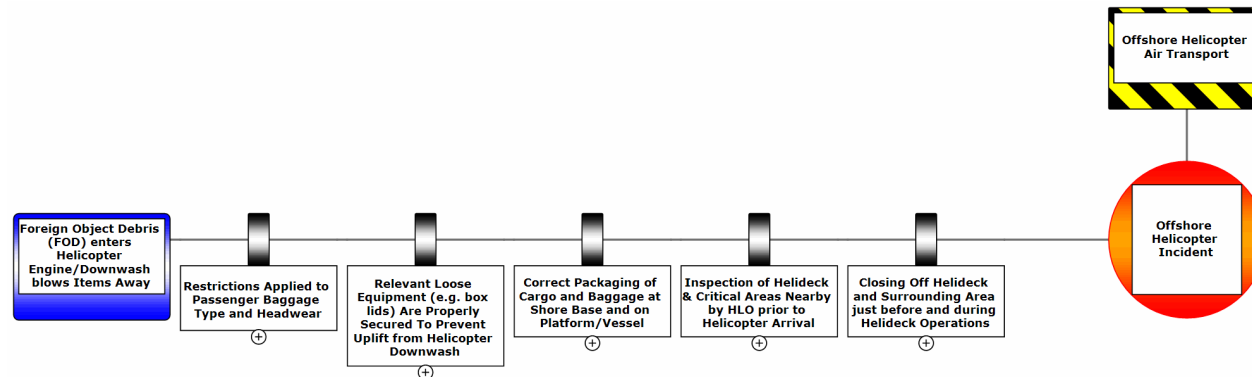 Offshore Helicopter
Air Transport
Foreign Object Debris
(FOD) enters
Helicopter
Engine/Downwash
blows Items Away
Restrictions Applied to
Passenger Baggage
Type and Headwear
Relevant Loose
Equipment (e.g. box
lids) Are Properly
Secured To Prevent
Uplift from Helicopter
Downwash
Correct Packaging of
Cargo and Baggage at
Shore Base and on
Platform/Vessel
Inspection of Helideck
& Critical Areas Nearby
by HLO prior to
Helicopter Arrival
Closing Off Helideck
and Surrounding Area
just before and during
Helideck Operations
Offshore
Helicopter
Incident